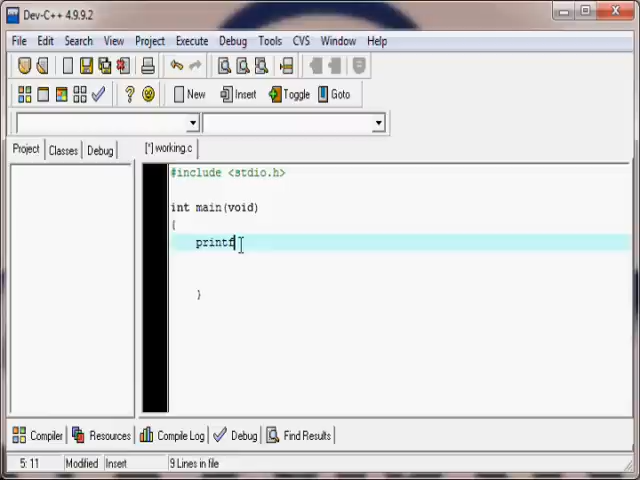 Dev-C++ 4.9.9.2
File Edit Search View Project Execute Debug Tools CVS Window Help
New Insert Toggle Goto
Project Classes Debug [*] working.c
#include <stdio.h>
int main(void)
{
printf
}
Compiler Resources Compile Log Debug Find Results
5: 11 Modified Insert 9 Lines in file